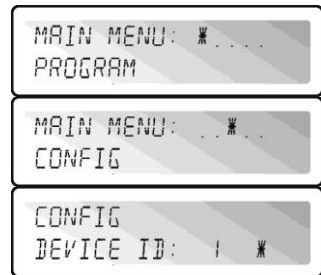 MAIN MENU: *....
PROGRAM
MAIN MENU: ..*..
CONFIG
CONFIG
DEVICE ID: 1 *